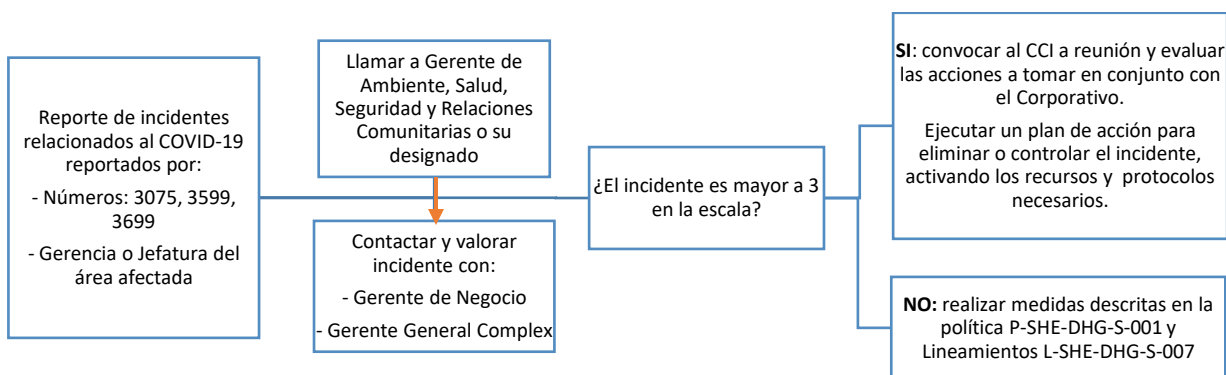 Reporte de incidentes
relacionados al COVID-19
reportados por:
- Números: 3075, 3599,
3699
- Gerencia o Jefatura del
área afectada
Llamar a Gerente de
Ambiente, Salud,
Seguridad y Relaciones
Comunitarias o su
designado
Contactar y valorar
incidente con:
- Gerente de Negocio
- Gerente General Complex
¿El incidente es mayor a 3
en la escala?
SI: convocar al CCI a reunión y evaluar
las acciones a tomar en conjunto con
el Corporativo.
Ejecutar un plan de acción para
eliminar o controlar el incidente,
activando los recursos y protocolos
necesarios.
NO: realizar medidas descritas en la
política P-SHE-DHG-S-001 y
Lineamientos L-SHE-DHG-S-007